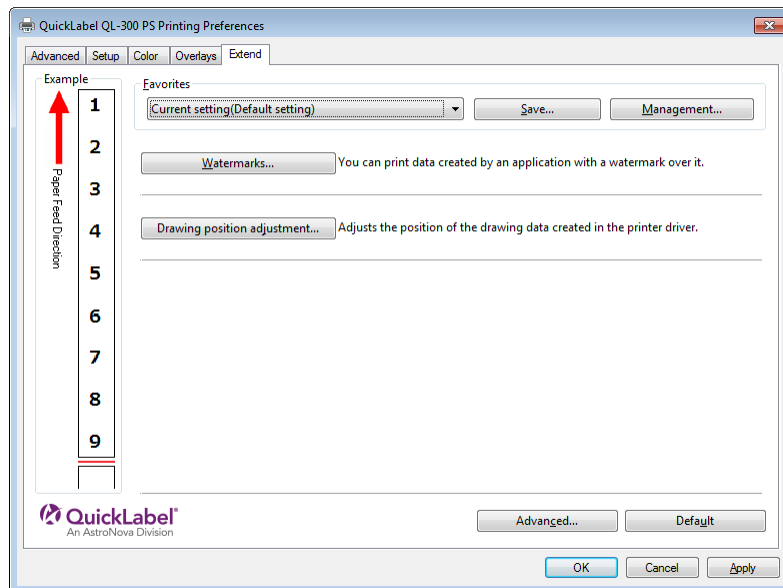 QuickLabel QL-300 PS Printing Preferences
Advanced Setup Color Overlays Extend
Example
1
2
3
4
5
6
7
8
9
Paper Feed Direction
Favorites
Current setting(Default setting) Save... Management...
Watermarks... You can print data created by an application with a watermark over it.
Drawing position adjustment... Adjusts the position of the drawing data created in the printer driver.
QuickLabel®
An AstroNova Division
Advanced... Default
OK Cancel Apply